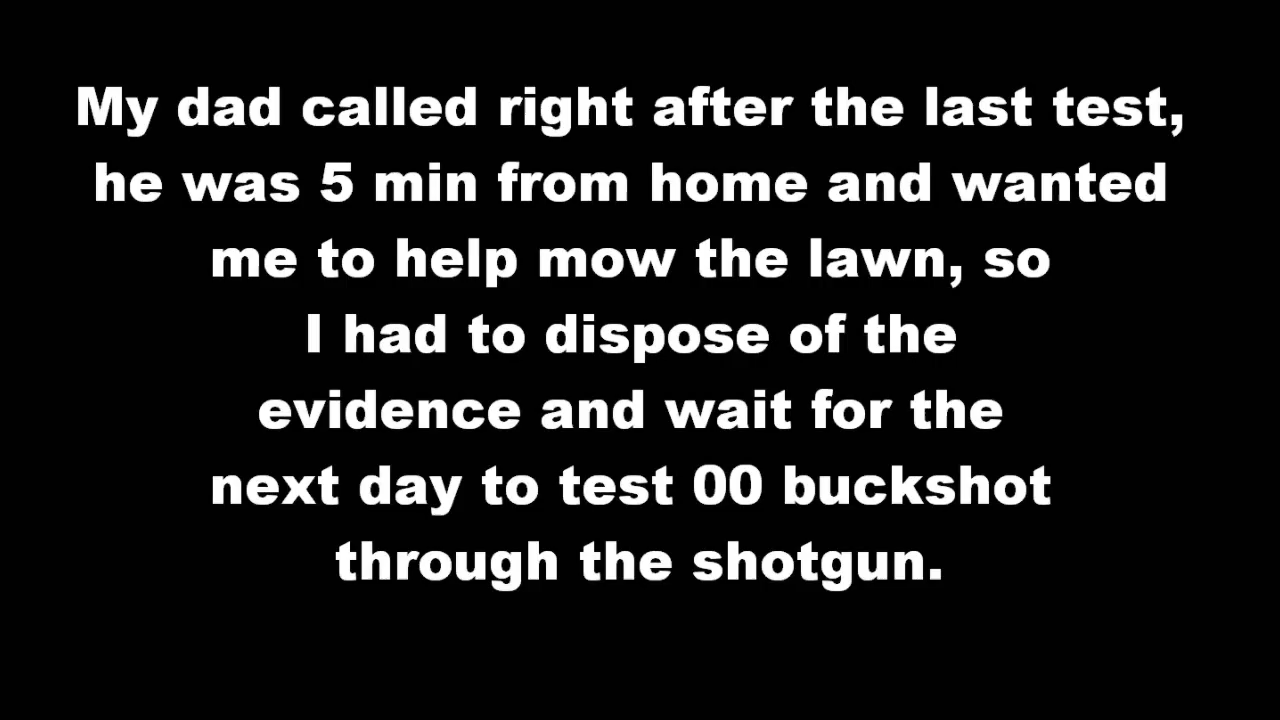 My dad called right after the last test,
he was 5 min from home and wanted
me to help mow the lawn, so
I had to dispose of the
evidence and wait for the
next day to test 00 buckshot
through the shotgun.